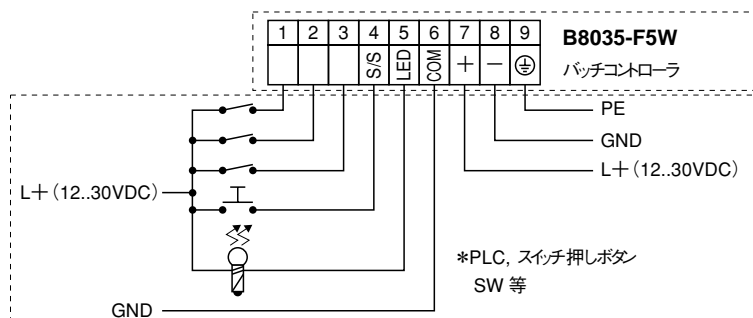 1 2 3 4 5 6 7 8 9
S/S LED COM + −
B8035-F5W
バッチコントローラ
PE
GND
L+(12..30VDC)
L+(12..30VDC)
*PLC, スイッチ押しボタン
SW 等
GND